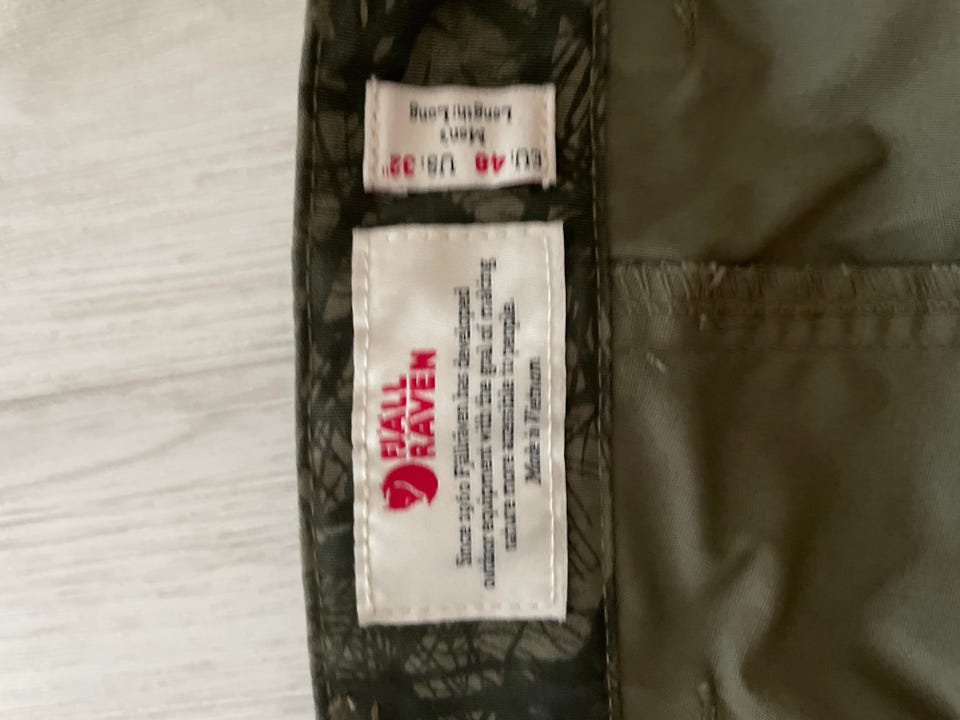 FJALL
RAVEN
Since 1960 Fjällräven has developed
outdoor equipment with the goal of making
nature more accessible to people.
Made in Vietnam
EU: 48 US: 32"
Men's
Length: Long